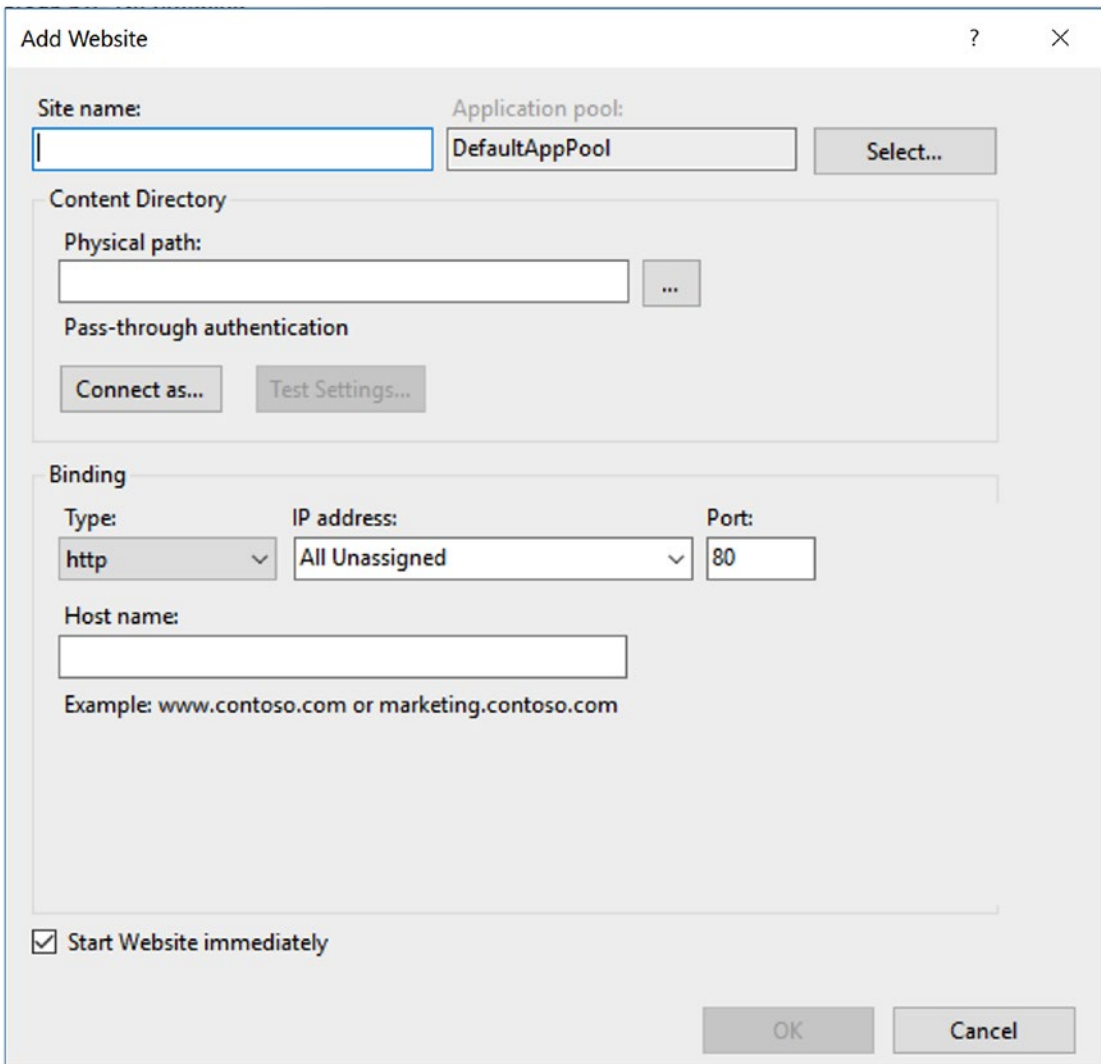 Add Website ?
Site name: Application pool:
DefaultAppPool Select...
Content Directory
Physical path:
...
Pass-through authentication
Connect as... Test Settings...
Binding
Type: IP address: Port:
http All Unassigned 80
Host name:
Example: www.contoso.com or marketing.contoso.com
Start Website immediately
OK Cancel